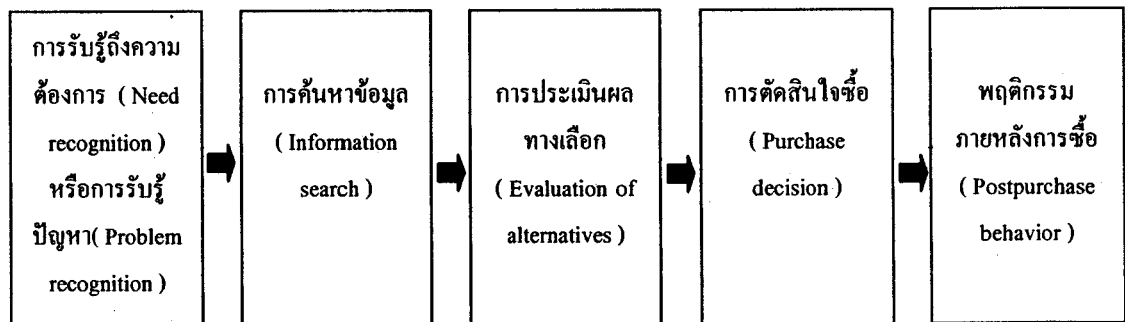 การรับรู้ถึงความ
ต้องการ ( Need
recognition )
หรือการรับรู้
ปัญหา( Problem
recognition )
การค้นหาข้อมูล
( Information
search )
การประเมินผล
ทางเลือก
( Evaluation of
alternatives )
การตัดสินใจซื้อ
( Purchase
decision )
พฤติกรรม
ภายหลังการซื้อ
( Postpurchase
behavior )